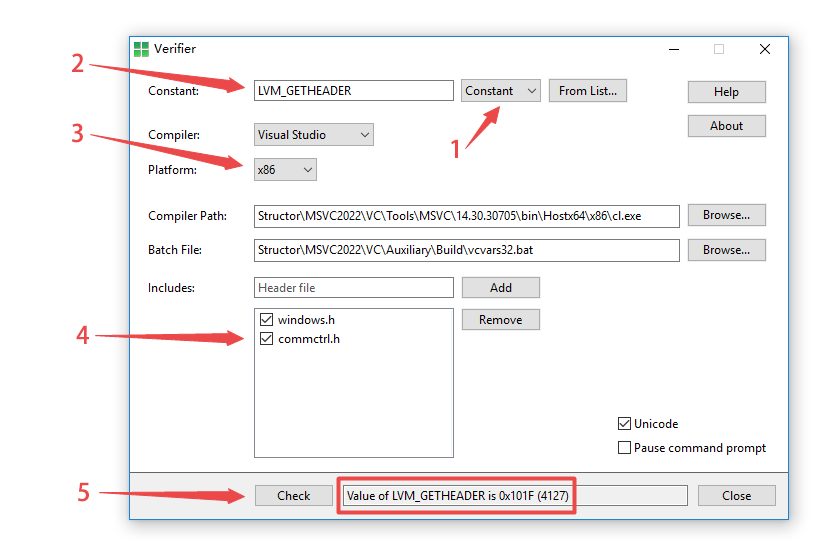 Verifier
2
Constant:
LVM_GETHEADER
Constant
From List...
Help
3
Compiler:
Visual Studio
1
About
Platform:
x86
Compiler Path:
Structor\MSVC2022\VC\Tools\MSVC\14.30.30705\bin\Hostx64\x86\cl.exe
Browse...
Batch File:
Structor\MSVC2022\VC\Auxiliary\Build\vcvars32.bat
Browse...
Includes:
Header file
Add
4
windows.h
Remove
commctrl.h
Unicode
Pause command prompt
5
Check
Value of LVM_GETHEADER is 0x101F (4127)
Close